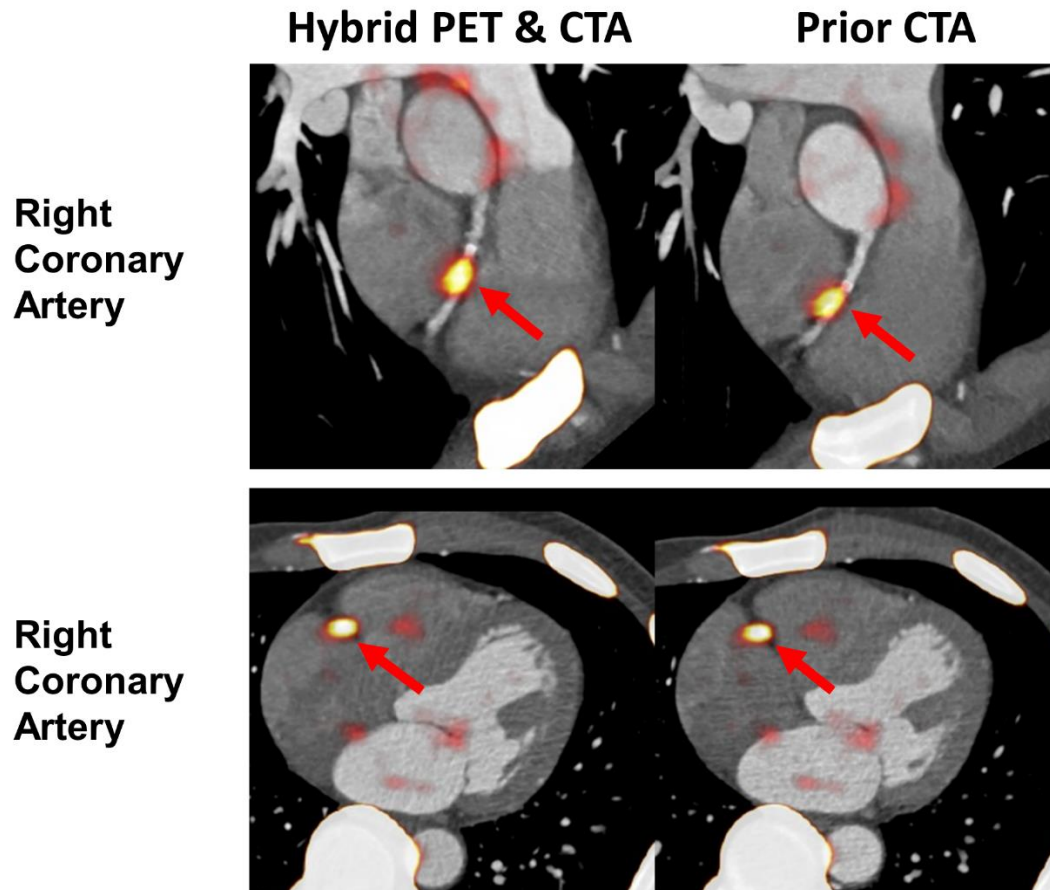 Hybrid PET & CTA
Prior CTA
Right
Coronary
Artery
Right
Coronary
Artery